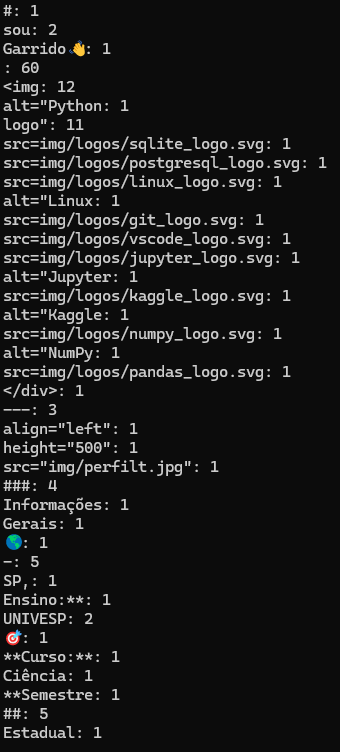 #: 1
sou: 2
Garrido👋: 1
: 60
<img: 12
alt="Python: 1
logo": 11
src=img/logos/sqlite_logo.svg: 1
src=img/logos/postgresql_logo.svg: 1
src=img/logos/linux_logo.svg: 1
alt="Linux: 1
src=img/logos/git_logo.svg: 1
src=img/logos/vscode_logo.svg: 1
src=img/logos/jupyter_logo.svg: 1
alt="Jupyter: 1
src=img/logos/kaggle_logo.svg: 1
alt="Kaggle: 1
src=img/logos/numpy_logo.svg: 1
alt="NumPy: 1
src=img/logos/pandas_logo.svg: 1
</div>: 1
---: 3
align="left": 1
height="500": 1
src="img/perfilt.jpg": 1
###: 4
Informações: 1
Gerais: 1
🌎: 1
-: 5
SP,: 1
Ensino:**: 1
UNIVESP: 2
🎯: 1
**Curso:**: 1
Ciência: 1
**Semestre: 1
##: 5
Estadual: 1